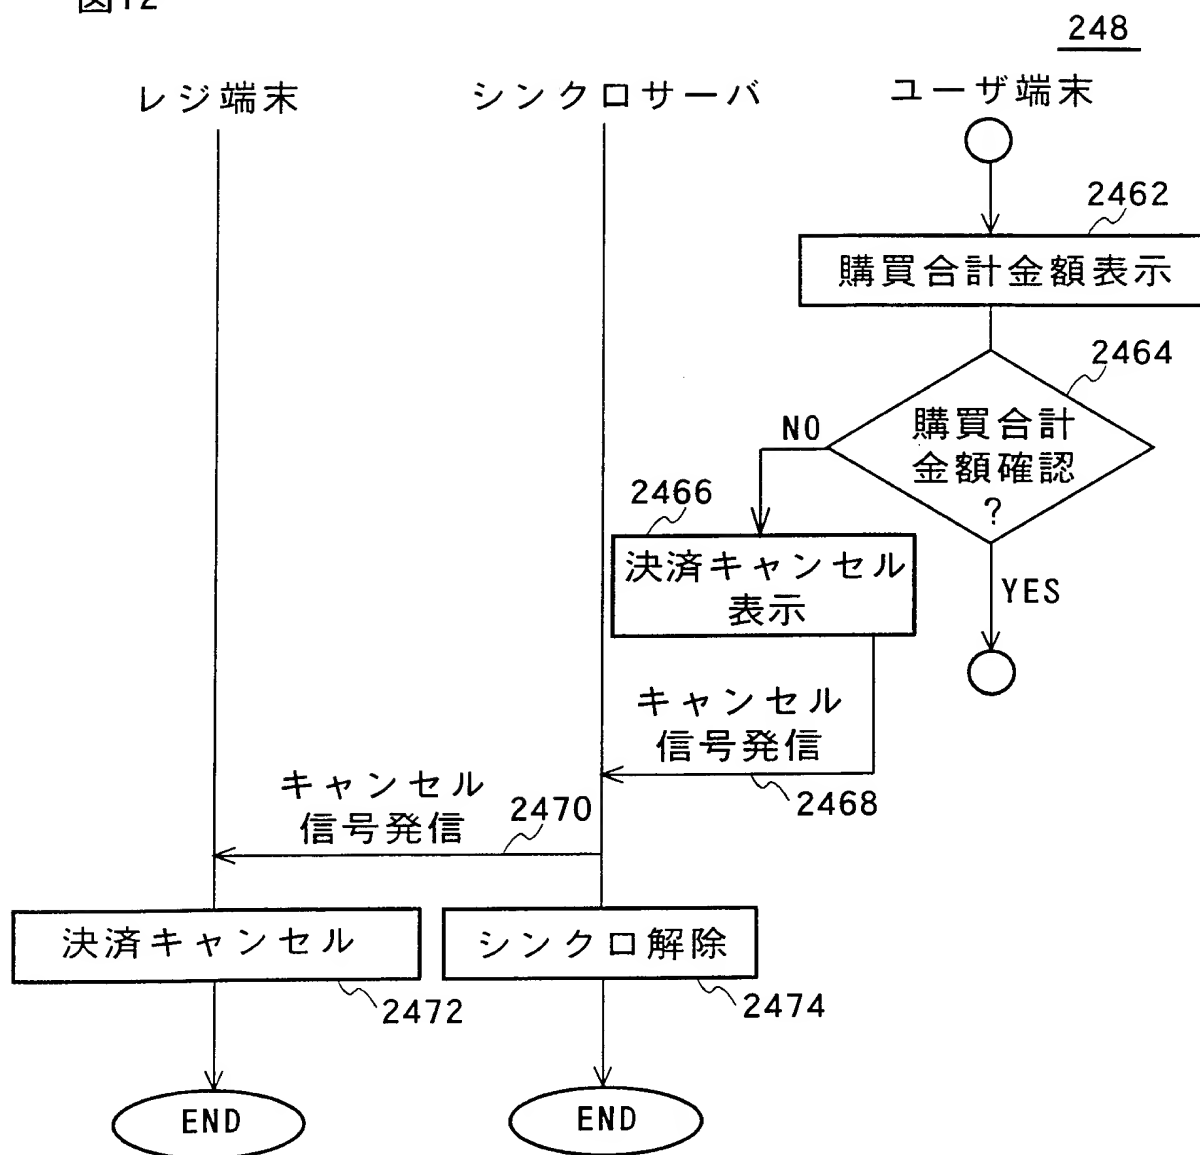 図12
248
レジ端末
シンクロサーバ
ユーザ端末
2462
購買合計金額表示
2464
購買合計
金額確認
?
NO
YES
2466
決済キャンセル
表示
キャンセル
信号発信
2468
キャンセル
信号発信
2470
決済キャンセル
2472
シンクロ解除
2474
END
END